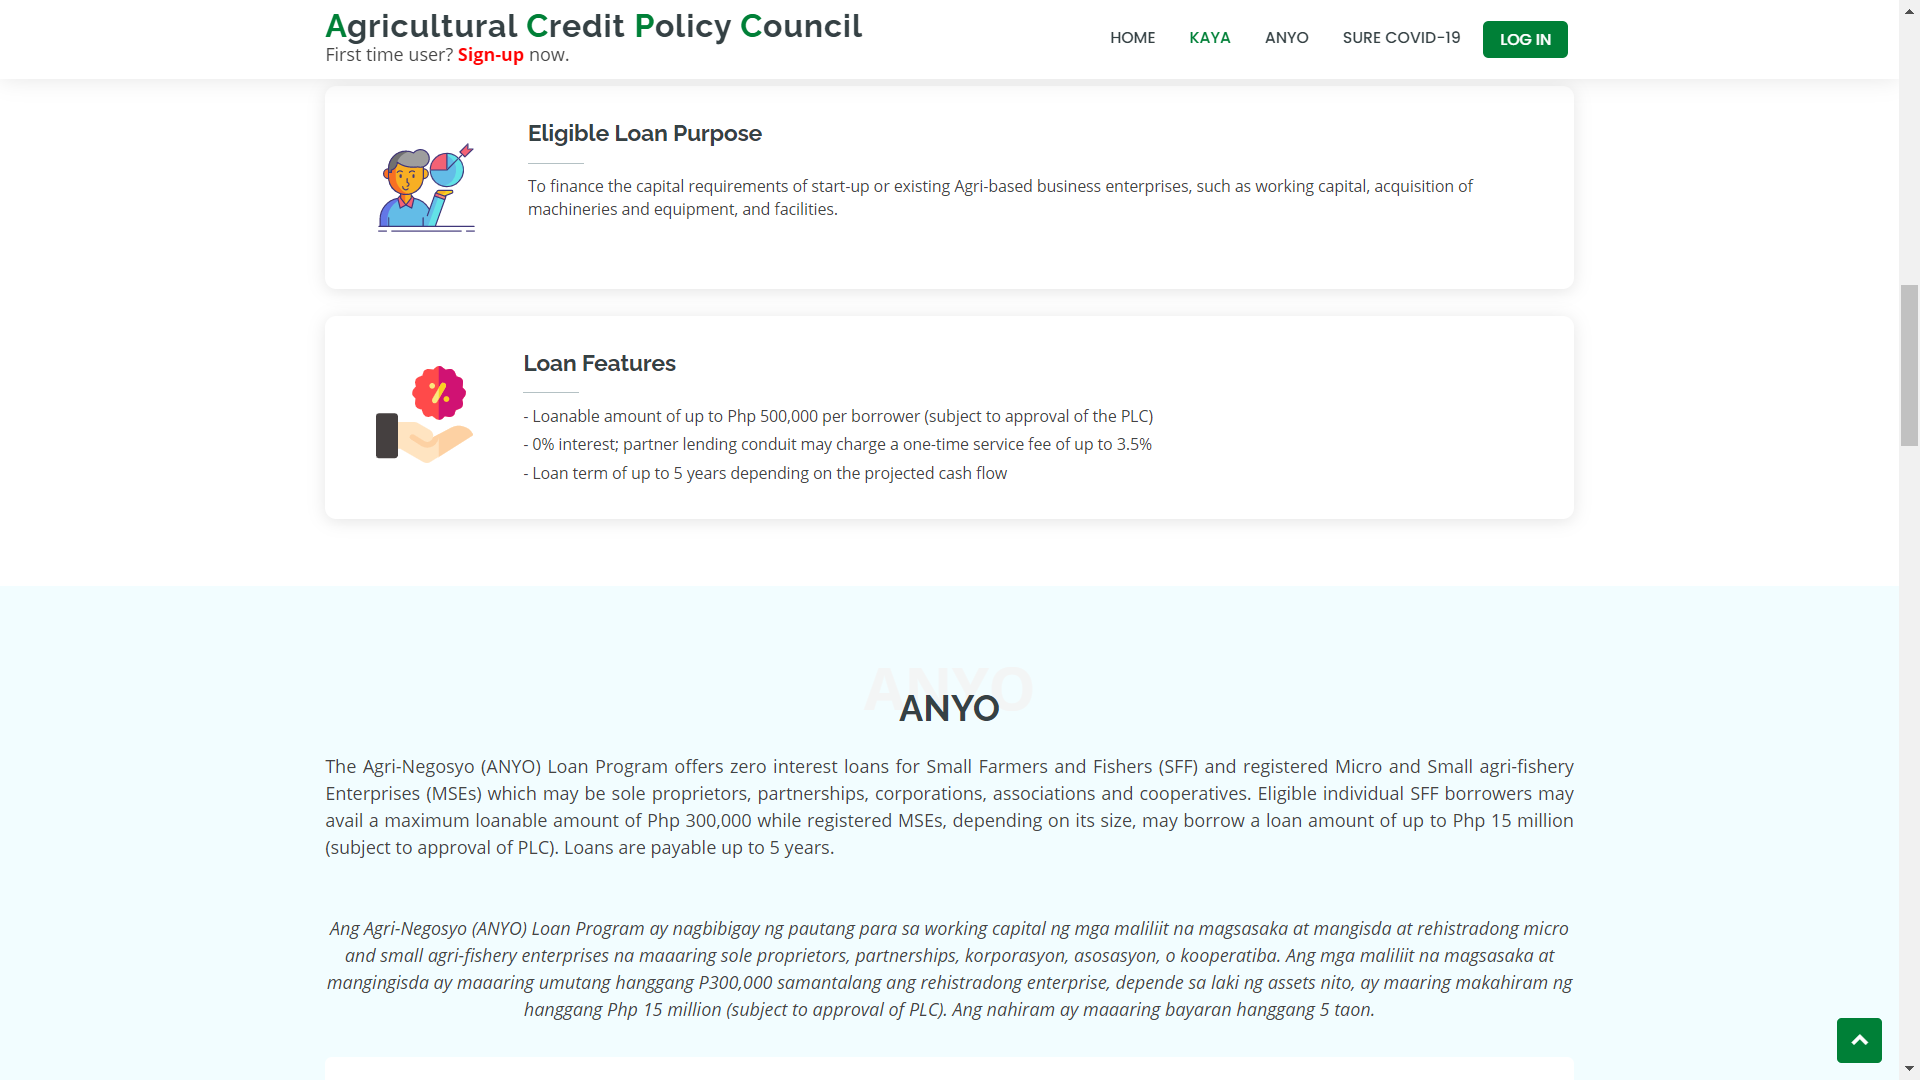 Agricultural Credit Policy Council
First time user? Sign-up now.
HOME
KAYA
ANYO
SURE COVID-19
LOG IN
Eligible Loan Purpose
To finance the capital requirements of start-up or existing Agri-based business enterprises, such as working capital, acquisition of
machineries and equipment, and facilities.
Loan Features
- Loanable amount of up to Php 500,000 per borrower (subject to approval of the PLC)
- 0% interest; partner lending conduit may charge a one-time service fee of up to 3.5%
- Loan term of up to 5 years depending on the projected cash flow
ANYO
ANYO
The Agri-Negosyo (ANYO) Loan Program offers zero interest loans for Small Farmers and Fishers (SFF) and registered Micro and Small agri-fishery
Enterprises (MSEs) which may be sole proprietors, partnerships, corporations, associations and cooperatives. Eligible individual SFF borrowers may
avail a maximum loanable amount of Php 300,000 while registered MSEs, depending on its size, may borrow a loan amount of up to Php 15 million
(subject to approval of PLC). Loans are payable up to 5 years.
Ang Agri-Negosyo (ANYO) Loan Program ay nagbibigay ng pautang para sa working capital ng mga maliliit na magsasaka at mangisda at rehistradong micro
and small agri-fishery enterprises na maaaring sole proprietors, partnerships, korporasyon, asosasyon, o kooperatiba. Ang mga maliliit na magsasaka at
mangingisda ay maaaring umutang hanggang P300,000 samantalang ang rehistradong enterprise, depende sa laki ng assets nito, ay maaring makahiram ng
hanggang Php 15 million (subject to approval of PLC). Ang nahiram ay maaaring bayaran hanggang 5 taon.